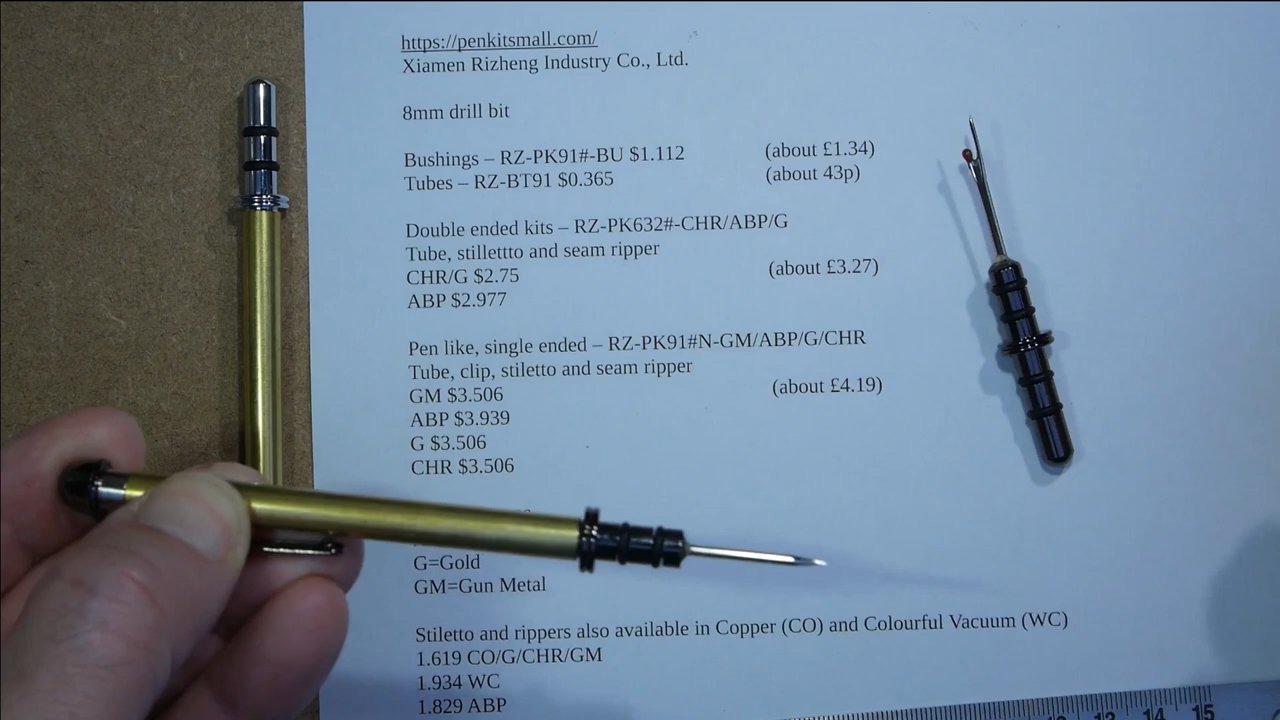 https://penkitsmall.com/
Xiamen Rizheng Industry Co., Ltd.
8mm drill bit
Bushings – RZ-PK91#-BU $1.112 (about £1.34)
Tubes – RZ-BT91 $0.365 (about 43p)
Double ended kits – RZ-PK632#-CHR/ABP/G
Tube, stillettto and seam ripper
CHR/G $2.75 (about £3.27)
ABP $2.977
Pen like, single ended – RZ-PK91#N-GM/ABP/G/CHR
Tube, clip, stiletto and seam ripper
GM $3.506 (about £4.19)
ABP $3.939
G $3.506
CHR $3.506
G=Gold
GM=Gun Metal
Stiletto and rippers also available in Copper (CO) and Colourful Vacuum (WC)
1.619 CO/G/CHR/GM
1.934 WC
1.829 ABP
13 14 15